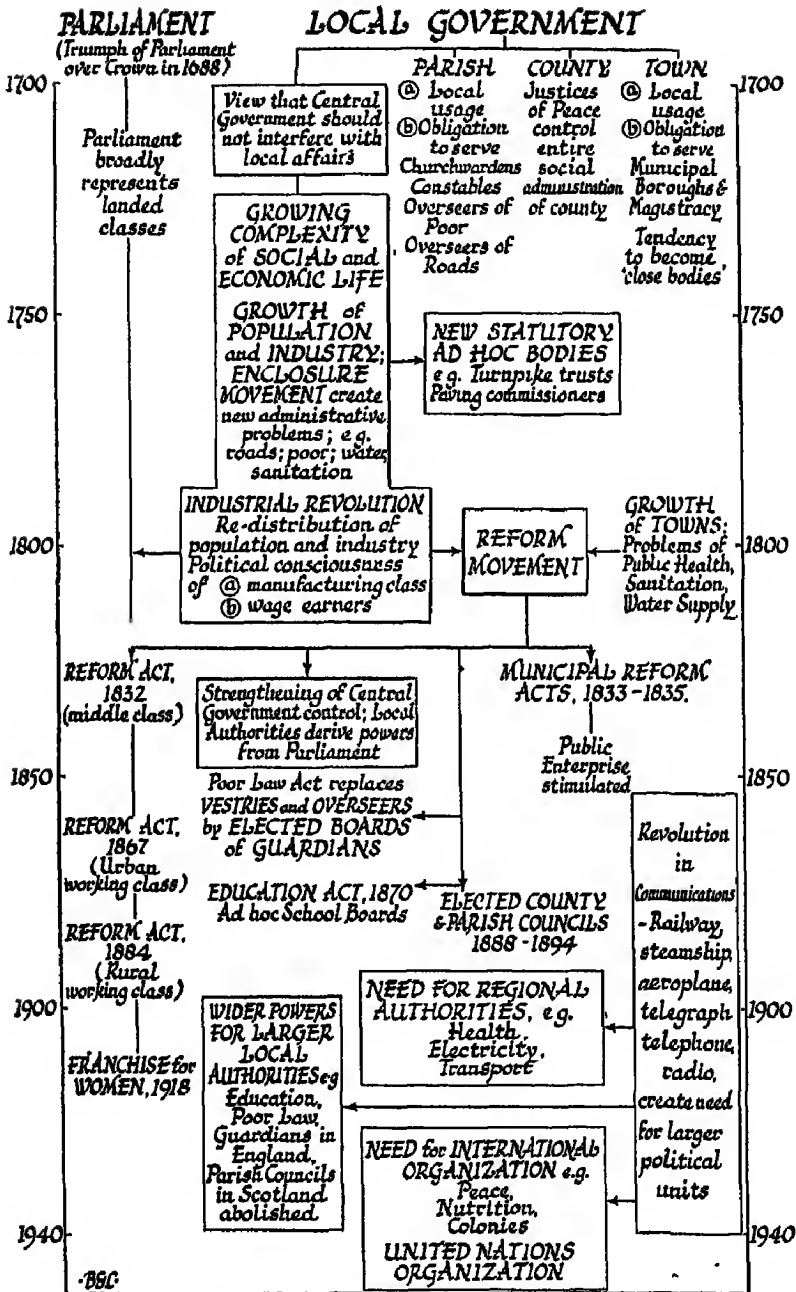 PARLIAMENT
(Triumph of Parliament
over Crown in 1688)
LOCAL GOVERNMENT
1700
1700
Parliament
broadly
represents
landed
classes
View that Central
Government should
not interfere with
local affairs
PARISH
ⓐ Local
usage
ⓑ Obligation
to serve
Churchwardens
Constables
Overseers of
Poor
Overseers of
Roads
COUNTY
Justices
of Peace
control
entire
social
administration
of county
TOWN
ⓐ Local
usage
ⓑ Obligation
to serve
Municipal
Boroughs &
Magistracy
Tendency
to become
'close bodies'
GROWING
COMPLEXITY
of SOCIAL and
ECONOMIC LIFE
GROWTH of
POPULATION
and INDUSTRY;
ENCLOSURE
MOVEMENT create
new administrative
problems; e.g.
roads; poor; water,
sanitation
1750
1750
NEW STATUTORY
AD HOC BODIES
e g. Turnpike trusts
Paving commissioners
INDUSTRIAL REVOLUTION
Re-distribution of
population and industry
Political consciousness
of ⓐ manufacturing class
ⓑ wage earners
REFORM
MOVEMENT
GROWTH
of TOWNS:
Problems of
Public Health,
Sanitation,
Water Supply
1800
1800
REFORM ACT,
1832
(middle class)
Strengthening of Central
Government control; Local
Authorities derive powers
from Parliament
MUNICIPAL REFORM
ACTS, 1833-1835.
Public
Enterprise
stimulated
1850
1850
Poor Law Act replaces
VESTRIES and OVERSEERS
by ELECTED BOARDS
of GUARDIANS
REFORM ACT,
1867
(Urban
working class)
EDUCATION ACT, 1870
Ad hoc School Boards
ELECTED COUNTY
& PARISH COUNCILS
1888 - 1894
REFORM ACT,
1884
(Rural
working class)
Revolution
in
Communications
-Railway,
steamship,
aeroplane,
telegraph
telephone,
radio,
create need
for larger
political
units
1900
1900
WIDER POWERS
FOR LARGER
LOCAL
AUTHORITIES eg
Education,
Poor Law,
Guardians in
England,
Parish Councils
in Scotland
abolished
NEED FOR REGIONAL
AUTHORITIES, e.g.
Health,
Electricity,
Transport
FRANCHISE for
WOMEN, 1918
NEED for INTERNATIONAL
ORGANIZATION e.g.
Peace,
Nutrition,
Colonies
UNITED NATIONS
ORGANIZATION
1940
1940